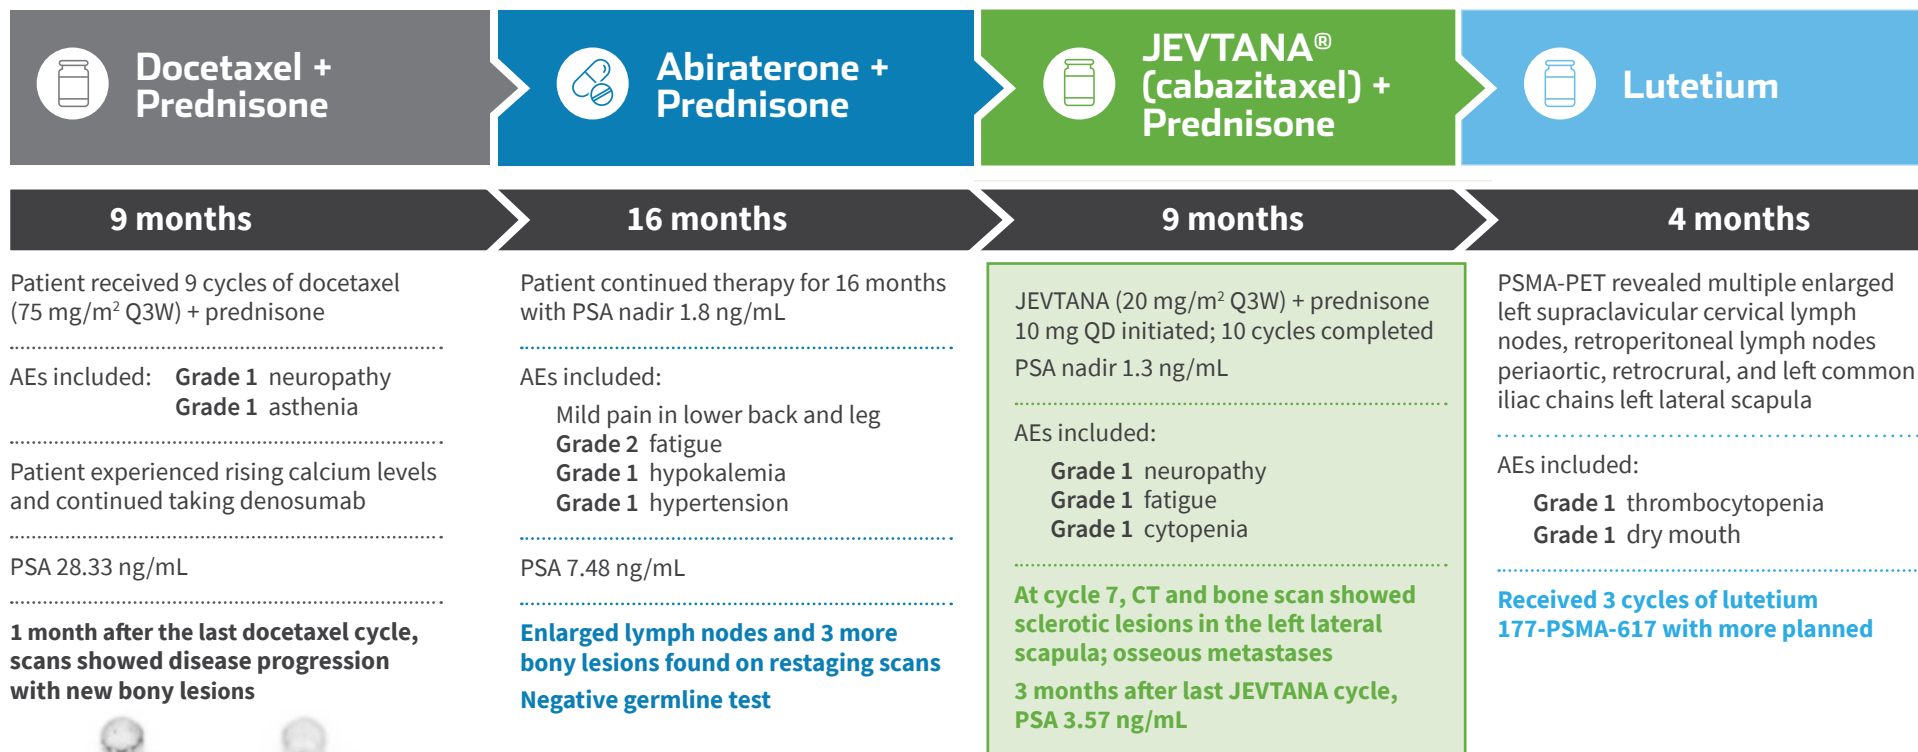 Docetaxel +
Prednisone
Abiraterone +
Prednisone
JEVTANA®
(cabazitaxel) +
Prednisone
Lutetium
9 months
16 months
9 months
4 months
Patient received 9 cycles of docetaxel
(75 mg/m² Q3W) + prednisone
AEs included: Grade 1 neuropathy
Grade 1 asthenia
Patient experienced rising calcium levels
and continued taking denosumab
PSA 28.33 ng/mL
1 month after the last docetaxel cycle,
scans showed disease progression
with new bony lesions
Patient continued therapy for 16 months
with PSA nadir 1.8 ng/mL
AEs included:
Mild pain in lower back and leg
Grade 2 fatigue
Grade 1 hypokalemia
Grade 1 hypertension
PSA 7.48 ng/mL
Enlarged lymph nodes and 3 more
bony lesions found on restaging scans
Negative germline test
JEVTANA (20 mg/m² Q3W) + prednisone
10 mg QD initiated; 10 cycles completed
PSA nadir 1.3 ng/mL
AEs included:
Grade 1 neuropathy
Grade 1 fatigue
Grade 1 cytopenia
At cycle 7, CT and bone scan showed
sclerotic lesions in the left lateral
scapula; osseous metastases
3 months after last JEVTANA cycle,
PSA 3.57 ng/mL
PSMA-PET revealed multiple enlarged
left supraclavicular cervical lymph
nodes, retroperitoneal lymph nodes
periaortic, retrocrural, and left common
iliac chains left lateral scapula
AEs included:
Grade 1 thrombocytopenia
Grade 1 dry mouth
Received 3 cycles of lutetium
177-PSMA-617 with more planned